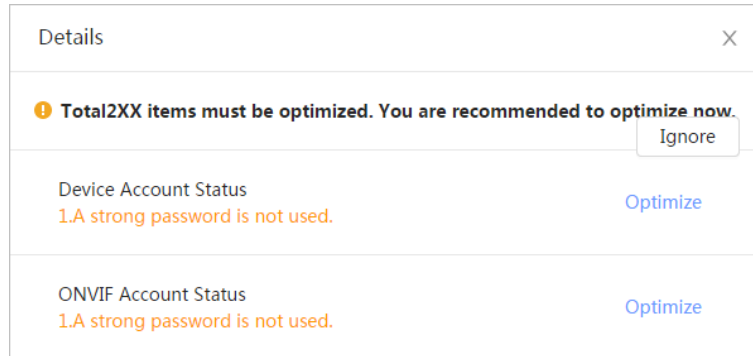 Details
Total2XX items must be optimized. You are recommended to optimize now.
Ignore
Device Account Status
Optimize
1.A strong password is not used.
ONVIF Account Status
Optimize
1.A strong password is not used.